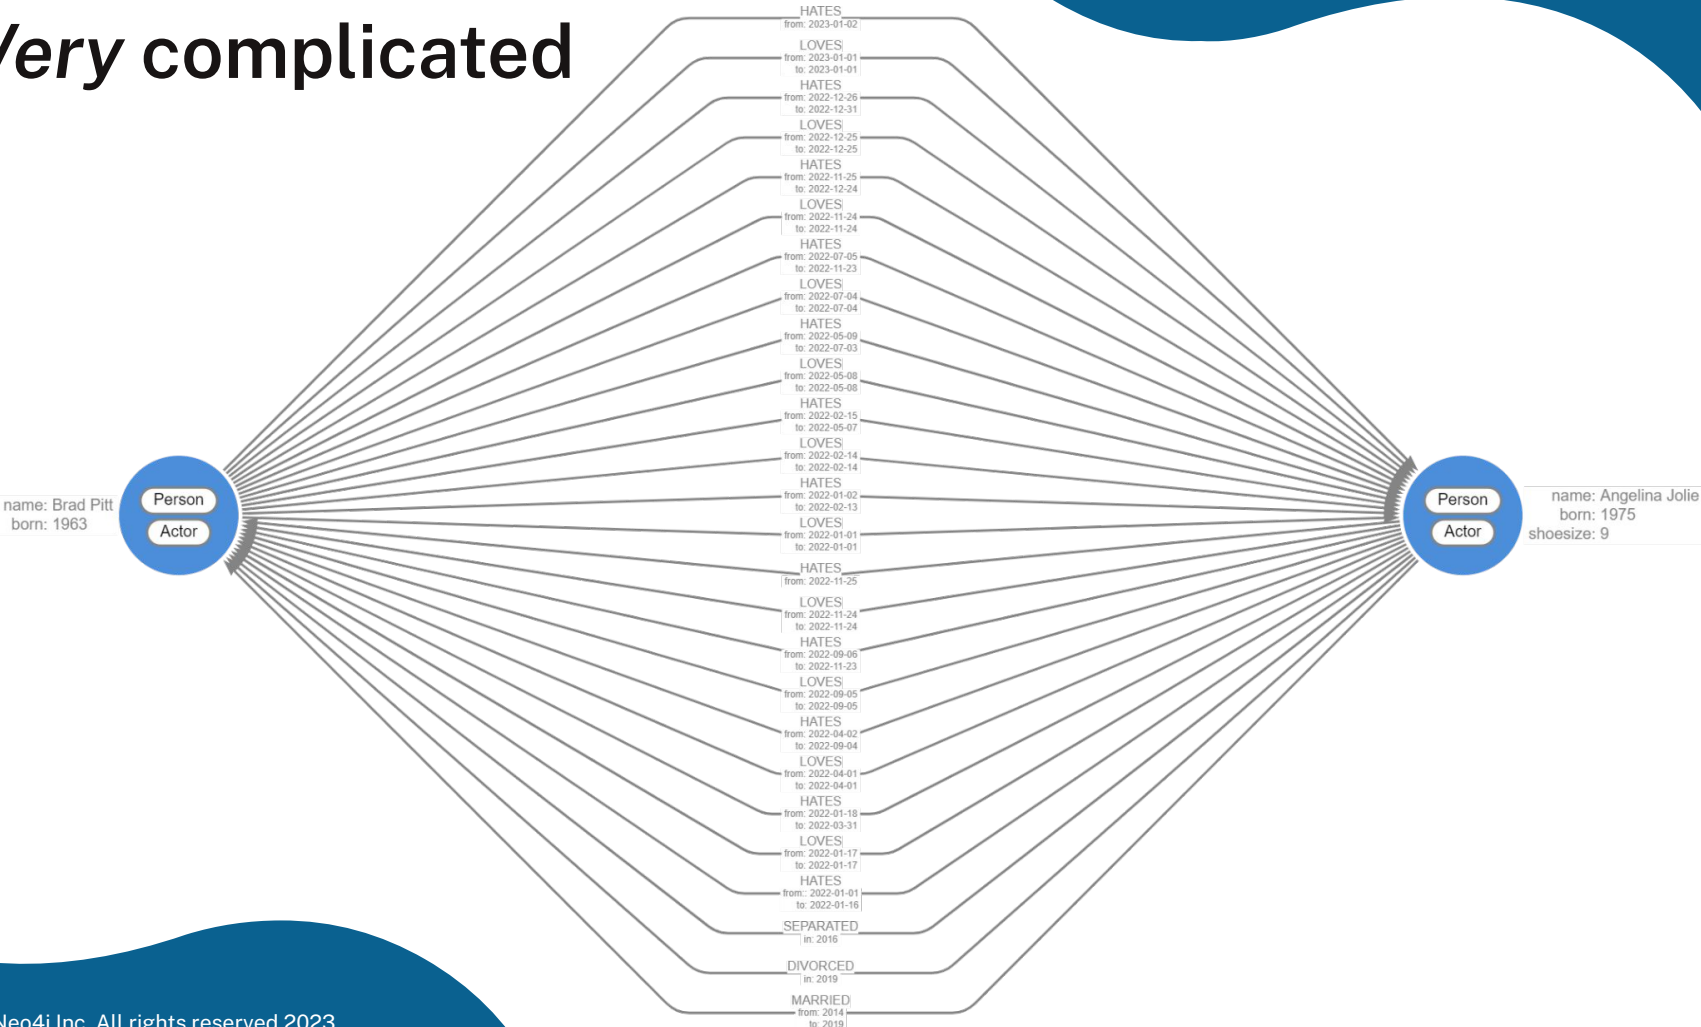 Very complicated
HATES
from: 2023-01-02
LOVES
from: 2023-01-01
to: 2023-01-01
HATES
from: 2022-12-26
to: 2022-12-31
LOVES
from: 2022-12-25
to: 2022-12-25
HATES
from: 2022-11-25
to: 2022-12-24
LOVES
from: 2022-11-24
to: 2022-11-24
HATES
from: 2022-07-05
to: 2022-11-23
LOVES
from: 2022-07-04
to: 2022-07-04
HATES
from: 2022-05-09
to: 2022-07-03
LOVES
from: 2022-05-08
to: 2022-05-08
HATES
from: 2022-02-15
to: 2022-05-07
LOVES
from: 2022-02-14
to: 2022-02-14
HATES
from: 2022-01-02
to: 2022-02-13
LOVES
from: 2022-01-01
to: 2022-01-01
name: Brad Pitt
born: 1963
Person
Actor
Person
Actor
name: Angelina Jolie
born: 1975
shoesize: 9
HATES
from: 2022-11-25
LOVES
from: 2022-11-24
to: 2022-11-24
HATES
from: 2022-09-06
to: 2022-11-23
LOVES
from: 2022-09-05
to: 2022-09-05
HATES
from: 2022-04-02
to: 2022-09-04
LOVES
from: 2022-04-01
to: 2022-04-01
HATES
from: 2022-01-18
to: 2022-03-31
LOVES
from: 2022-01-17
to: 2022-01-17
HATES
from:: 2022-01-01
to: 2022-01-16
SEPARATED
in: 2016
DIVORCED
in: 2019
MARRIED
from: 2014
to: 2019
Neo4j Inc. All rights reserved 2023